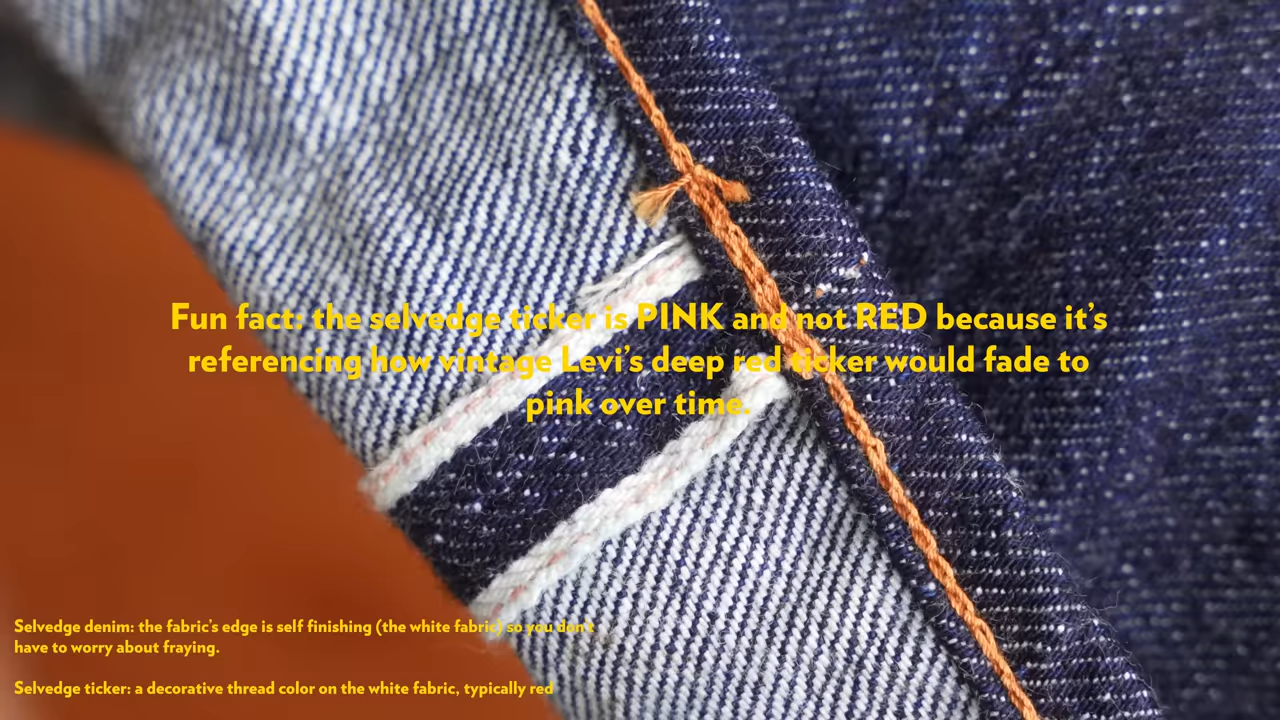 Fun fact: the selvedge ticker is PINK and not RED because it’s
referencing how vintage Levi’s deep red ticker would fade to
pink over time.
Selvedge denim: the fabric’s edge is self finishing (the white fabric) so you don’t
have to worry about fraying.
Selvedge ticker: a decorative thread color on the white fabric, typically red